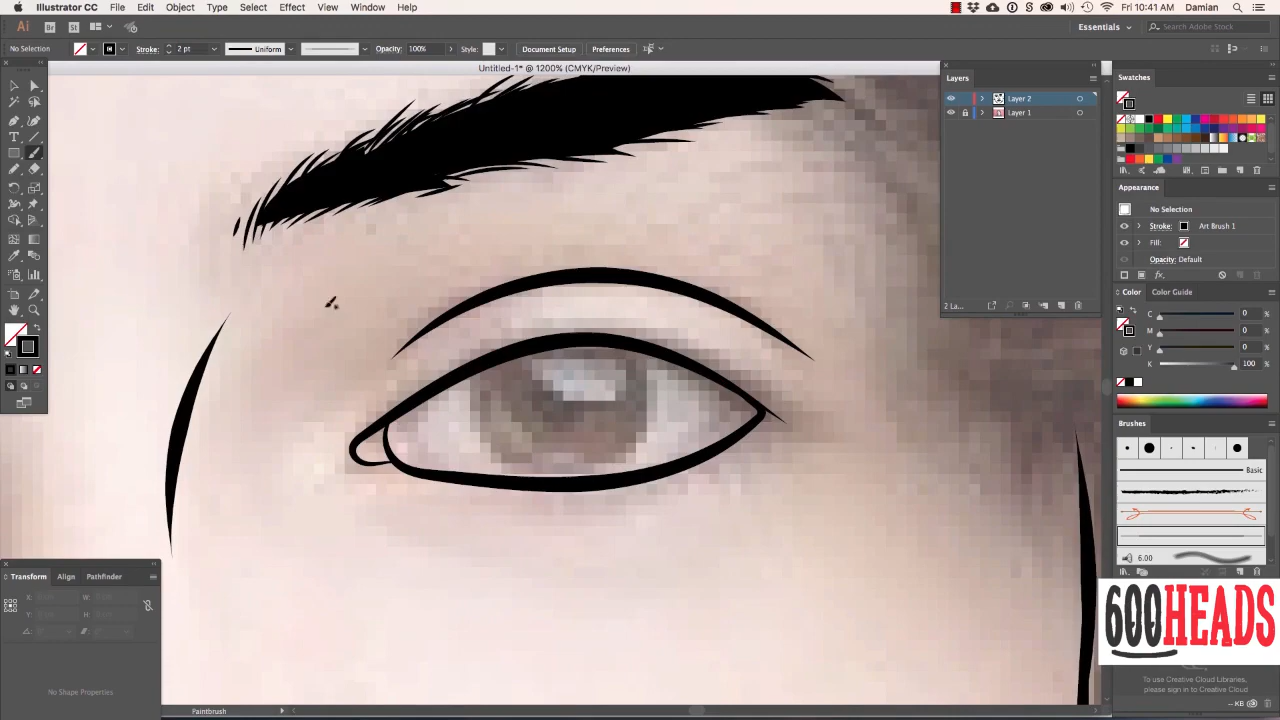 Illustrator CC File Edit Object Type Select Effect View Window Help
Fri 10:41 AM Damian
Ai Br St
Essentials
Search Adobe Stock
No Selection
Stroke: 2 pt
Uniform
Opacity: 100%
Style:
Document Setup
Preferences
Untitled-1* @ 1200% (CMYK/Preview)
Layers
Layer 2
Layer 1
2 La...
Swatches
Appearance
No Selection
Stroke: Art Brush 1
Fill:
Opacity: Default
Color Color Guide
C 0 %
M 0 %
Y 0 %
K 100 %
Brushes
Basic
6.00
Transform Align Pathfinder
X:
W:
Y:
H:
No Shape Properties
600HEADS
To use Creative Cloud Libraries,
please sign in to Creative Cloud
-- KB
Paintbrush